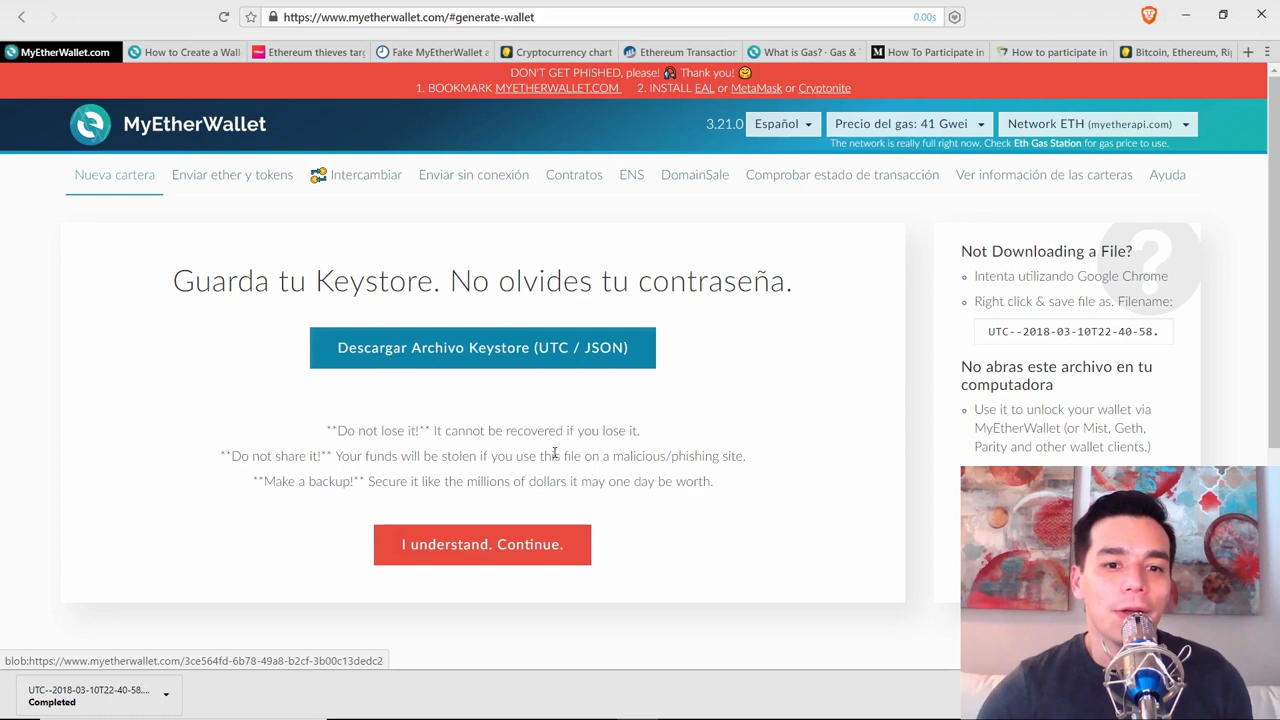 https://www.myetherwallet.com/#generate-wallet
0.00s
MyEtherWallet.com
How to Create a Wall
Ethereum thieves targ
Fake MyEtherWallet a
Cryptocurrency chart
Ethereum Transaction
What is Gas? · Gas &
How To Participate in
How to participate in
Bitcoin, Ethereum, Ri
DON'T GET PHISHED, please! Thank you!
1. BOOKMARK MYETHERWALLET.COM 2. INSTALL EAL or MetaMask or Cryptonite
MyEtherWallet
3.21.0 Español
Precio del gas: 41 Gwei
Network ETH (myetherapi.com)
The network is really full right now. Check Eth Gas Station for gas price to use.
Nueva cartera
Enviar ether y tokens
Intercambiar
Enviar sin conexión
Contratos
ENS
DomainSale
Comprobar estado de transacción
Ver información de las carteras
Ayuda
Guarda tu Keystore. No olvides tu contraseña.
Descargar Archivo Keystore (UTC / JSON)
**Do not lose it!** It cannot be recovered if you lose it.
**Do not share it!** Your funds will be stolen if you use this file on a malicious/phishing site.
**Make a backup!** Secure it like the millions of dollars it may one day be worth.
I understand. Continue.
Not Downloading a File?
Intenta utilizando Google Chrome
Right click & save file as. Filename:
UTC--2018-03-10T22-40-58.
No abras este archivo en tu
computadora
Use it to unlock your wallet via
MyEtherWallet (or Mist, Geth,
Parity and other wallet clients.)
blob:https://www.myetherwallet.com/3ce564fd-6b78-49a8-b2cf-3b00c13dedc2
UTC--2018-03-10T22-40-58....
Completed